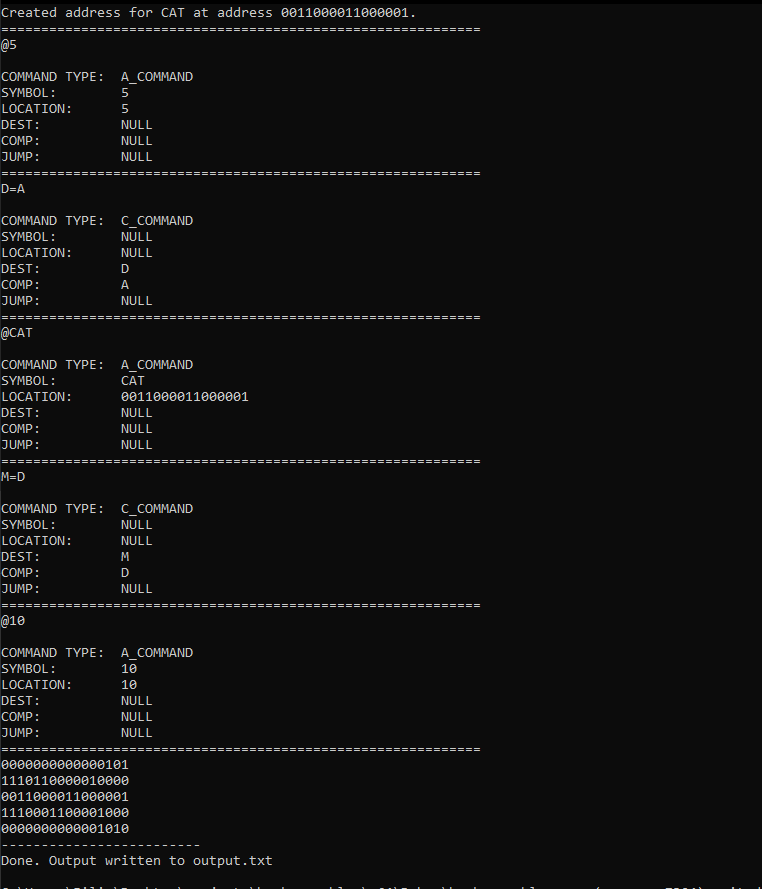 Created address for CAT at address 0011000011000001.
============================================================
@5
COMMAND TYPE:  A_COMMAND
SYMBOL:        5
LOCATION:      5
DEST:          NULL
COMP:          NULL
JUMP:          NULL
============================================================
D=A
COMMAND TYPE:  C_COMMAND
SYMBOL:        NULL
LOCATION:      NULL
DEST:          D
COMP:          A
JUMP:          NULL
============================================================
@CAT
COMMAND TYPE:  A_COMMAND
SYMBOL:        CAT
LOCATION:      0011000011000001
DEST:          NULL
COMP:          NULL
JUMP:          NULL
============================================================
M=D
COMMAND TYPE:  C_COMMAND
SYMBOL:        NULL
LOCATION:      NULL
DEST:          M
COMP:          D
JUMP:          NULL
============================================================
@10
COMMAND TYPE:  A_COMMAND
SYMBOL:        10
LOCATION:      10
DEST:          NULL
COMP:          NULL
JUMP:          NULL
============================================================
0000000000000101
1110110000010000
0011000011000001
1110001100001000
0000000000001010
-------------------------
Done. Output written to output.txt